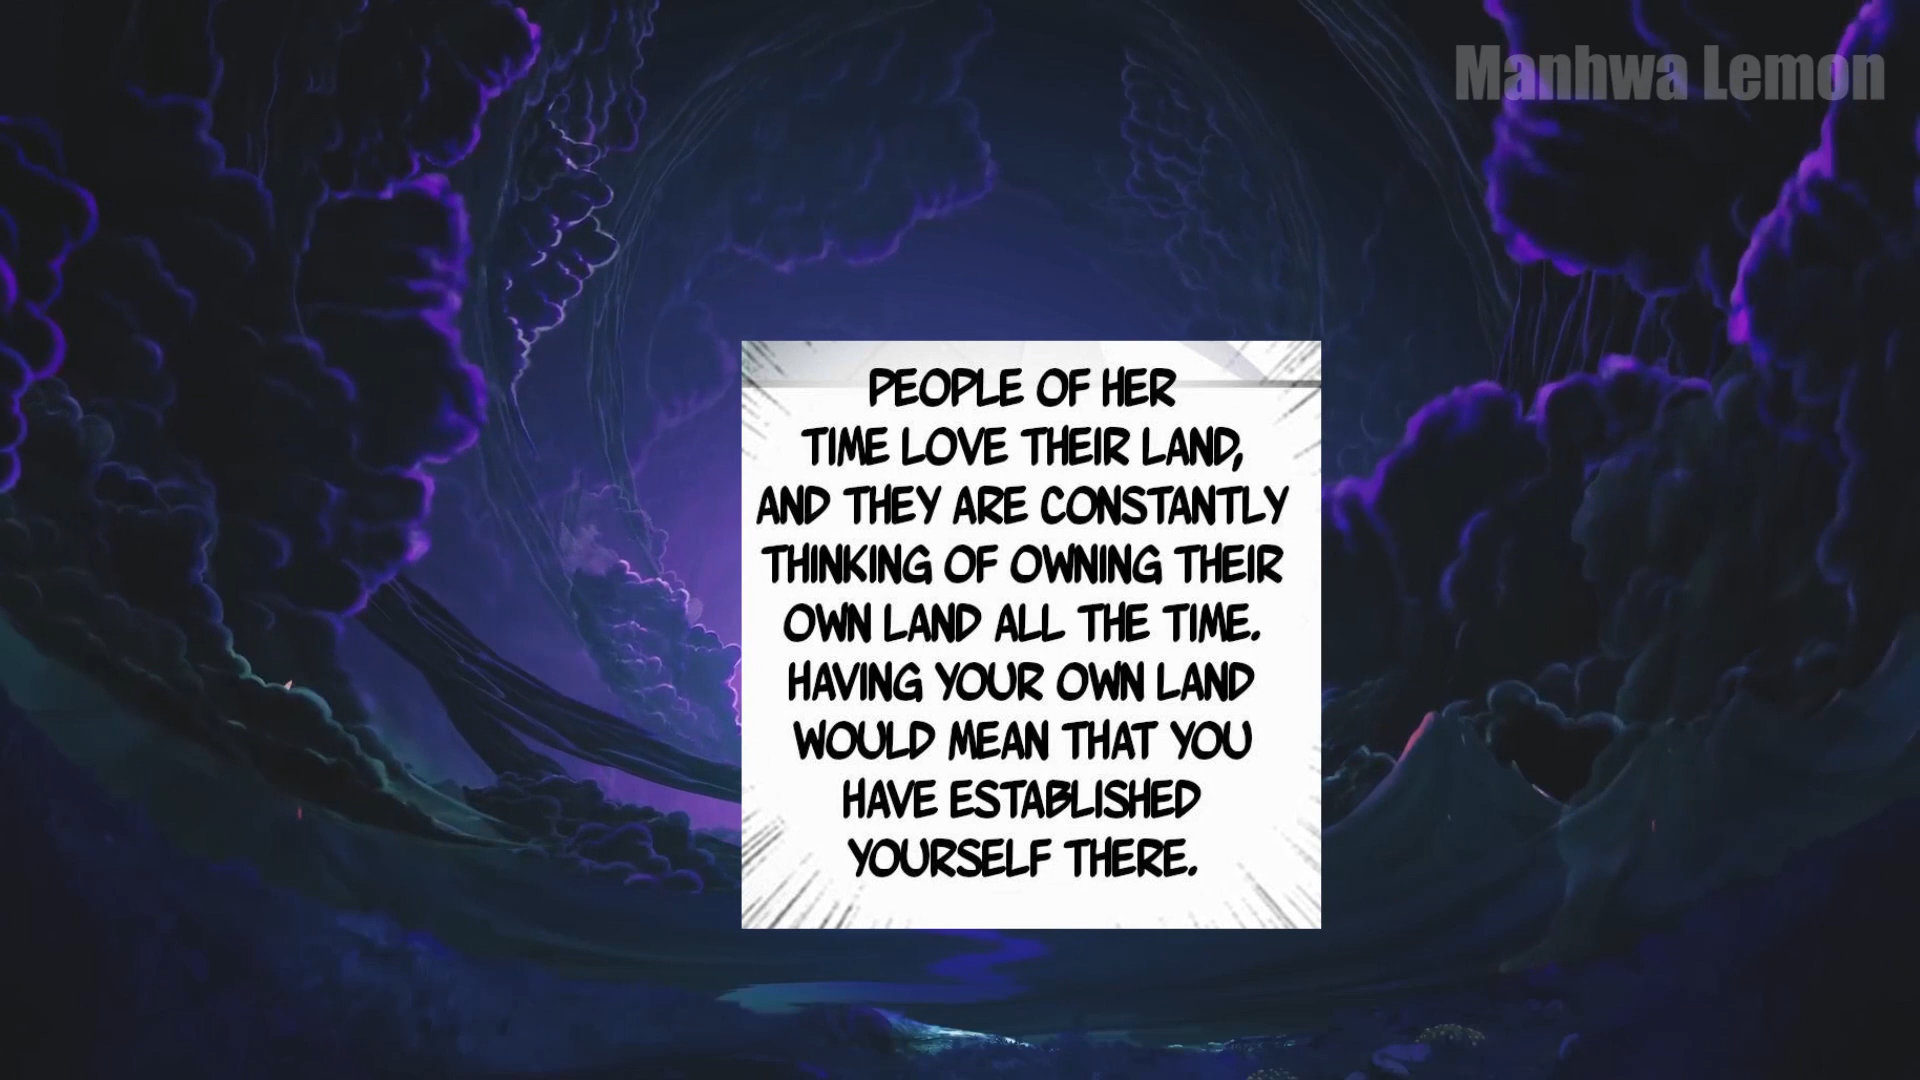 Manhwa Lemon
PEOPLE OF HER
TIME LOVE THEIR LAND,
AND THEY ARE CONSTANTLY
THINKING OF OWNING THEIR
OWN LAND ALL THE TIME.
HAVING YOUR OWN LAND
WOULD MEAN THAT YOU
HAVE ESTABLISHED
YOURSELF THERE.